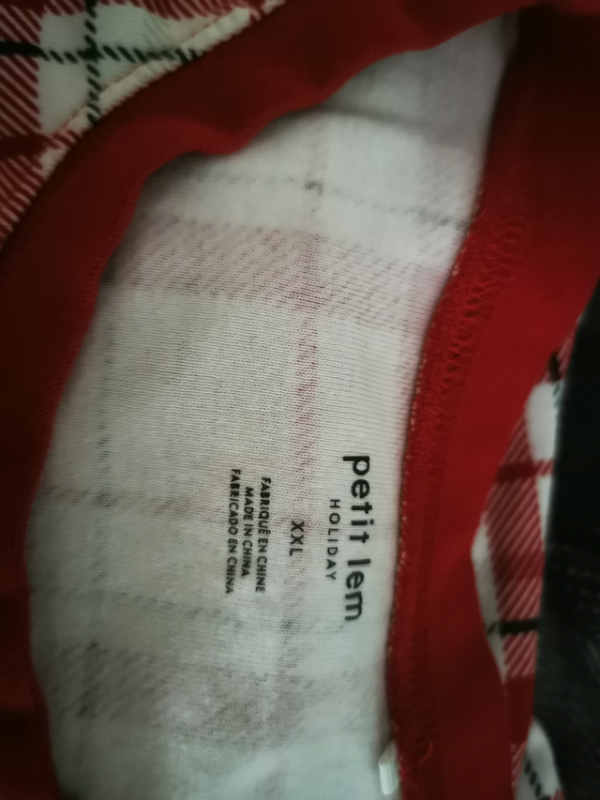 petit lem
HOLIDAY
XXL
FABRIQUÉ EN CHINE
MADE IN CHINA
FABRICADO EN CHINA